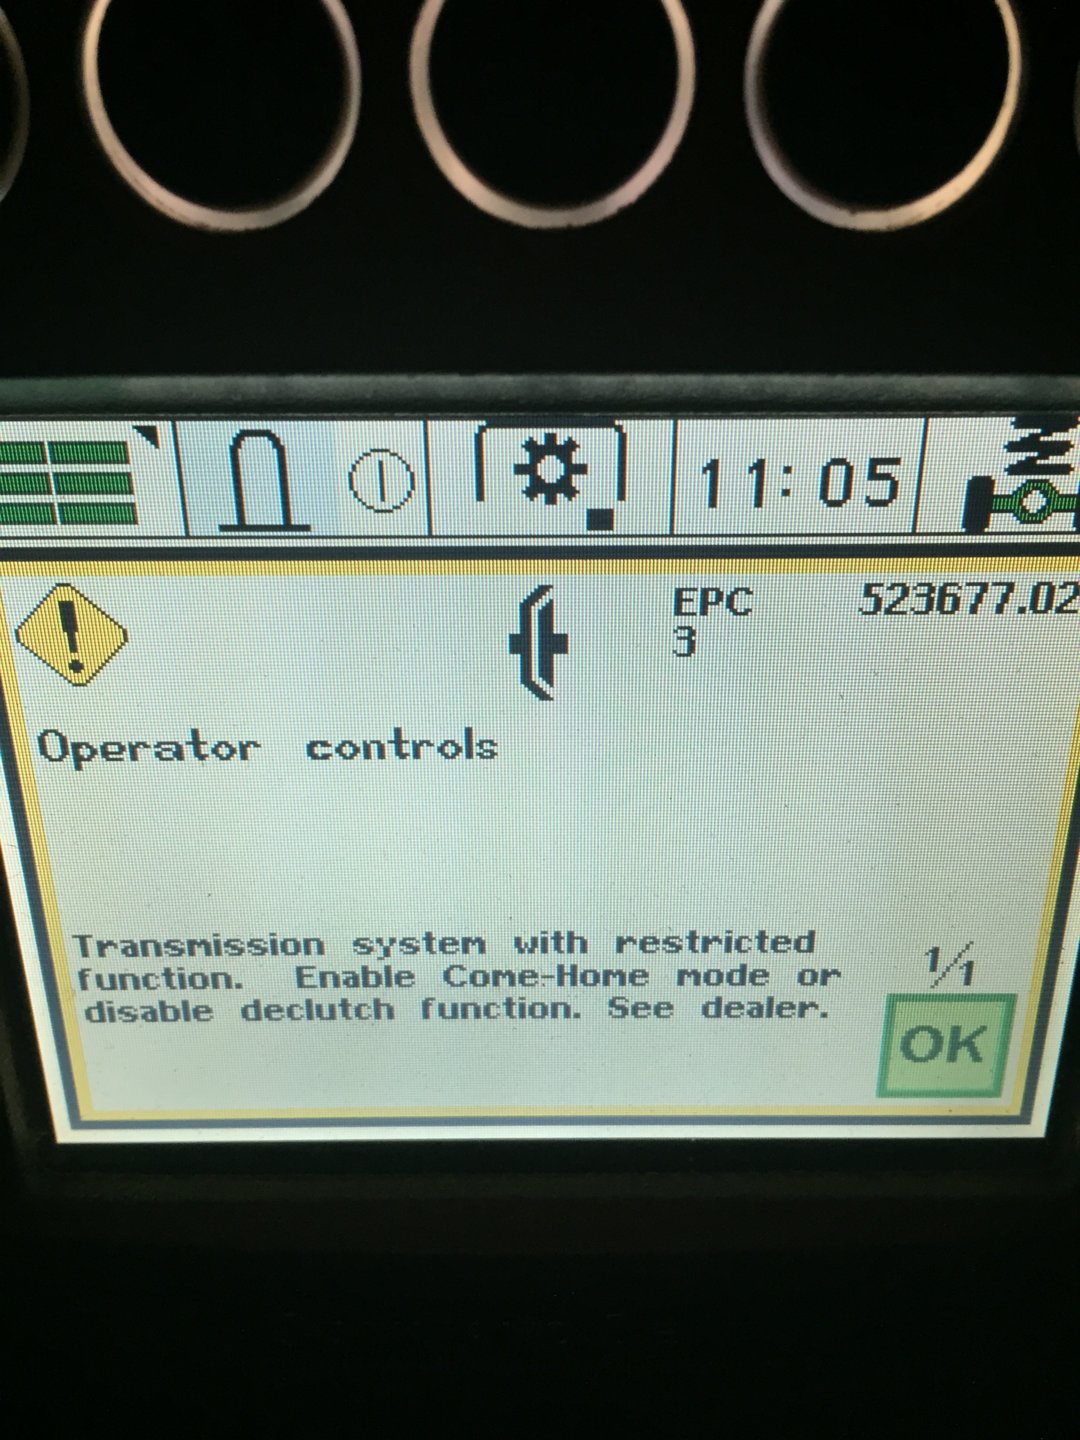 11:05
EPC 523677.02
3
Operator controls
Transmission system with restricted
function. Enable Come-Home mode or
disable declutch function. See dealer.
1/1
OK